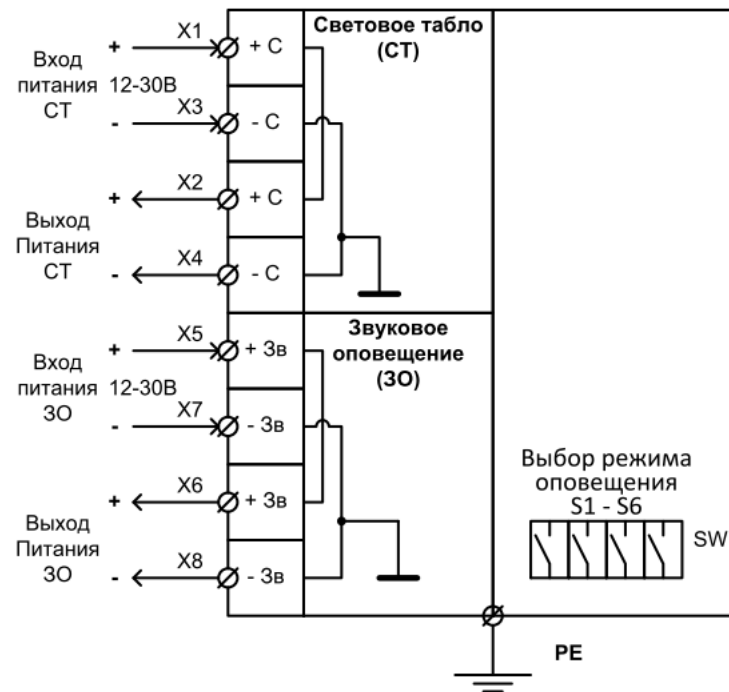 Световое табло
(СТ)
Вход
питания
СТ
12-30В
+ X1 + С
- X3 - С
Выход
Питания
СТ
+ X2 + С
- X4 - С
Звуковое
оповещение
(ЗО)
Вход
питания
ЗО
12-30В
+ X5 + Зв
- X7 - Зв
Выход
Питания
ЗО
+ X6 + Зв
- X8 - Зв
Выбор режима
оповещения
S1 - S6
SW
PE